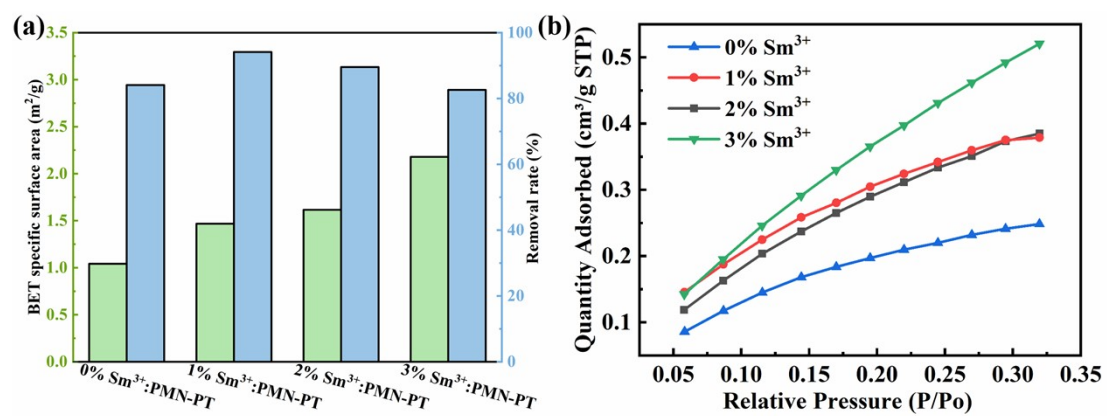 (a)
BET specific surface area (m²/g)
3.5
3.0
2.5
2.0
1.5
1.0
0.5
0.0
0% Sm³⁺:PMN-PT
1% Sm³⁺:PMN-PT
2% Sm³⁺:PMN-PT
3% Sm³⁺:PMN-PT
100
80
60
40
20
0
Removal rate (%)
(b)
Quantity Adsorbed (cm³/g STP)
0.5
0.4
0.3
0.2
0.1
0% Sm³⁺
1% Sm³⁺
2% Sm³⁺
3% Sm³⁺
0.05 0.10 0.15 0.20 0.25 0.30 0.35
Relative Pressure (P/Po)